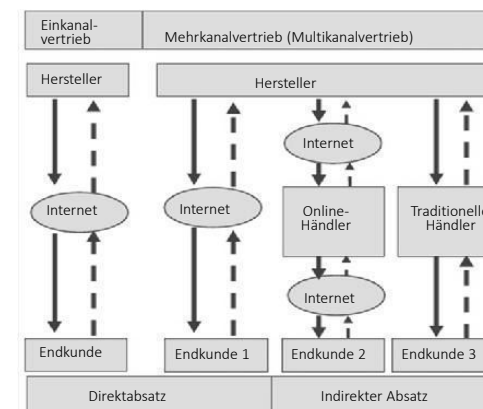 Einkanal-
vertrieb
Mehrkanalvertrieb (Multikanalvertrieb)
Hersteller
Hersteller
Internet
Internet
Internet
Online-
Händler
Händler
Internet
Endkunde
Endkunde 1
Endkunde 2
Endkunde 3
Direktabsatz
Indirekter Absatz